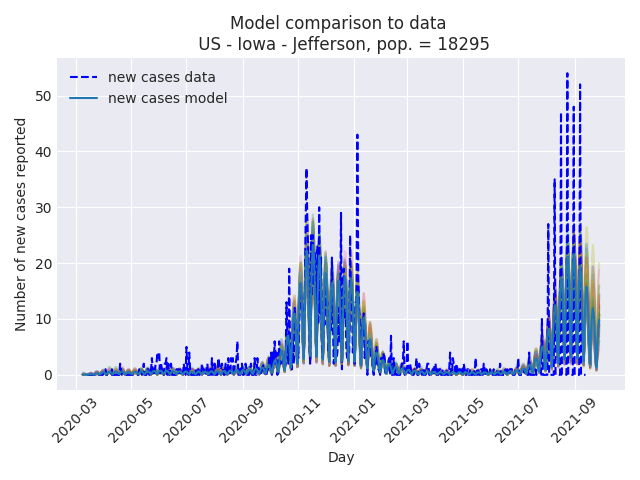 Model comparison to data
US - Iowa - Jefferson, pop. = 18295
new cases data
new cases model
Number of new cases reported
50
40
30
20
10
0
2020-03
2020-05
2020-07
2020-09
2020-11
2021-01
2021-03
2021-05
2021-07
2021-09
Day